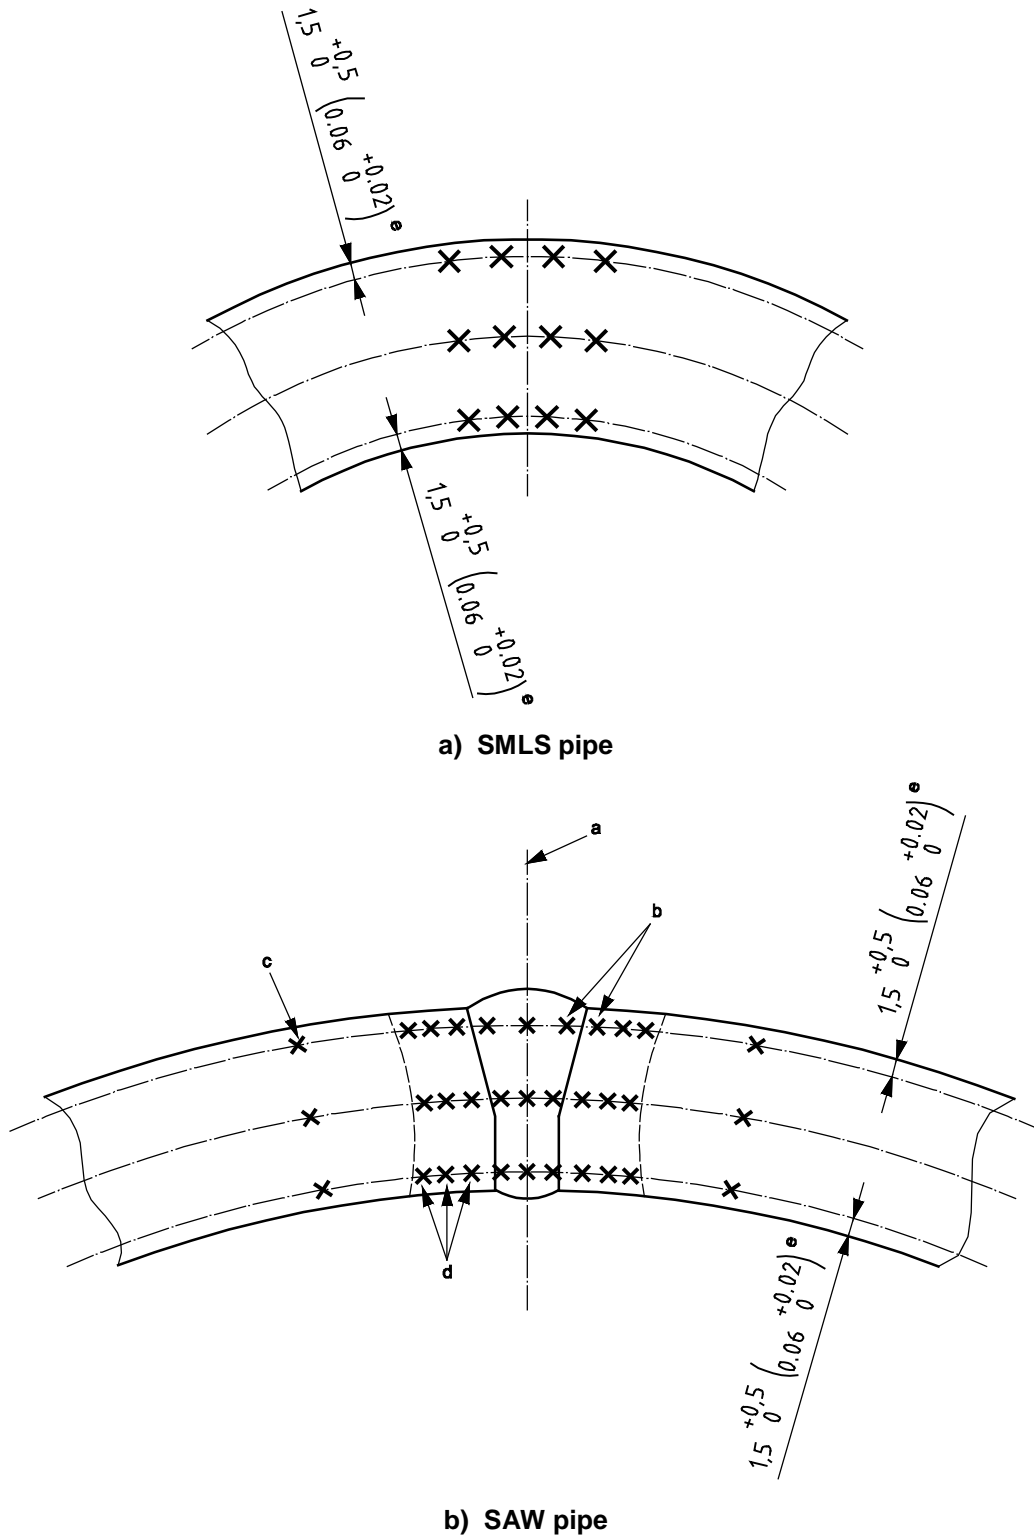 1,5 +0,5 0 (0.06 +0.02 0) e
1,5 +0,5 0 (0.06 +0.02 0) e
a) SMLS pipe
a
b
c
1,5 +0,5 0 (0.06 +0.02 0) e
d
1,5 +0,5 0 (0.06 +0.02 0) e
b) SAW pipe